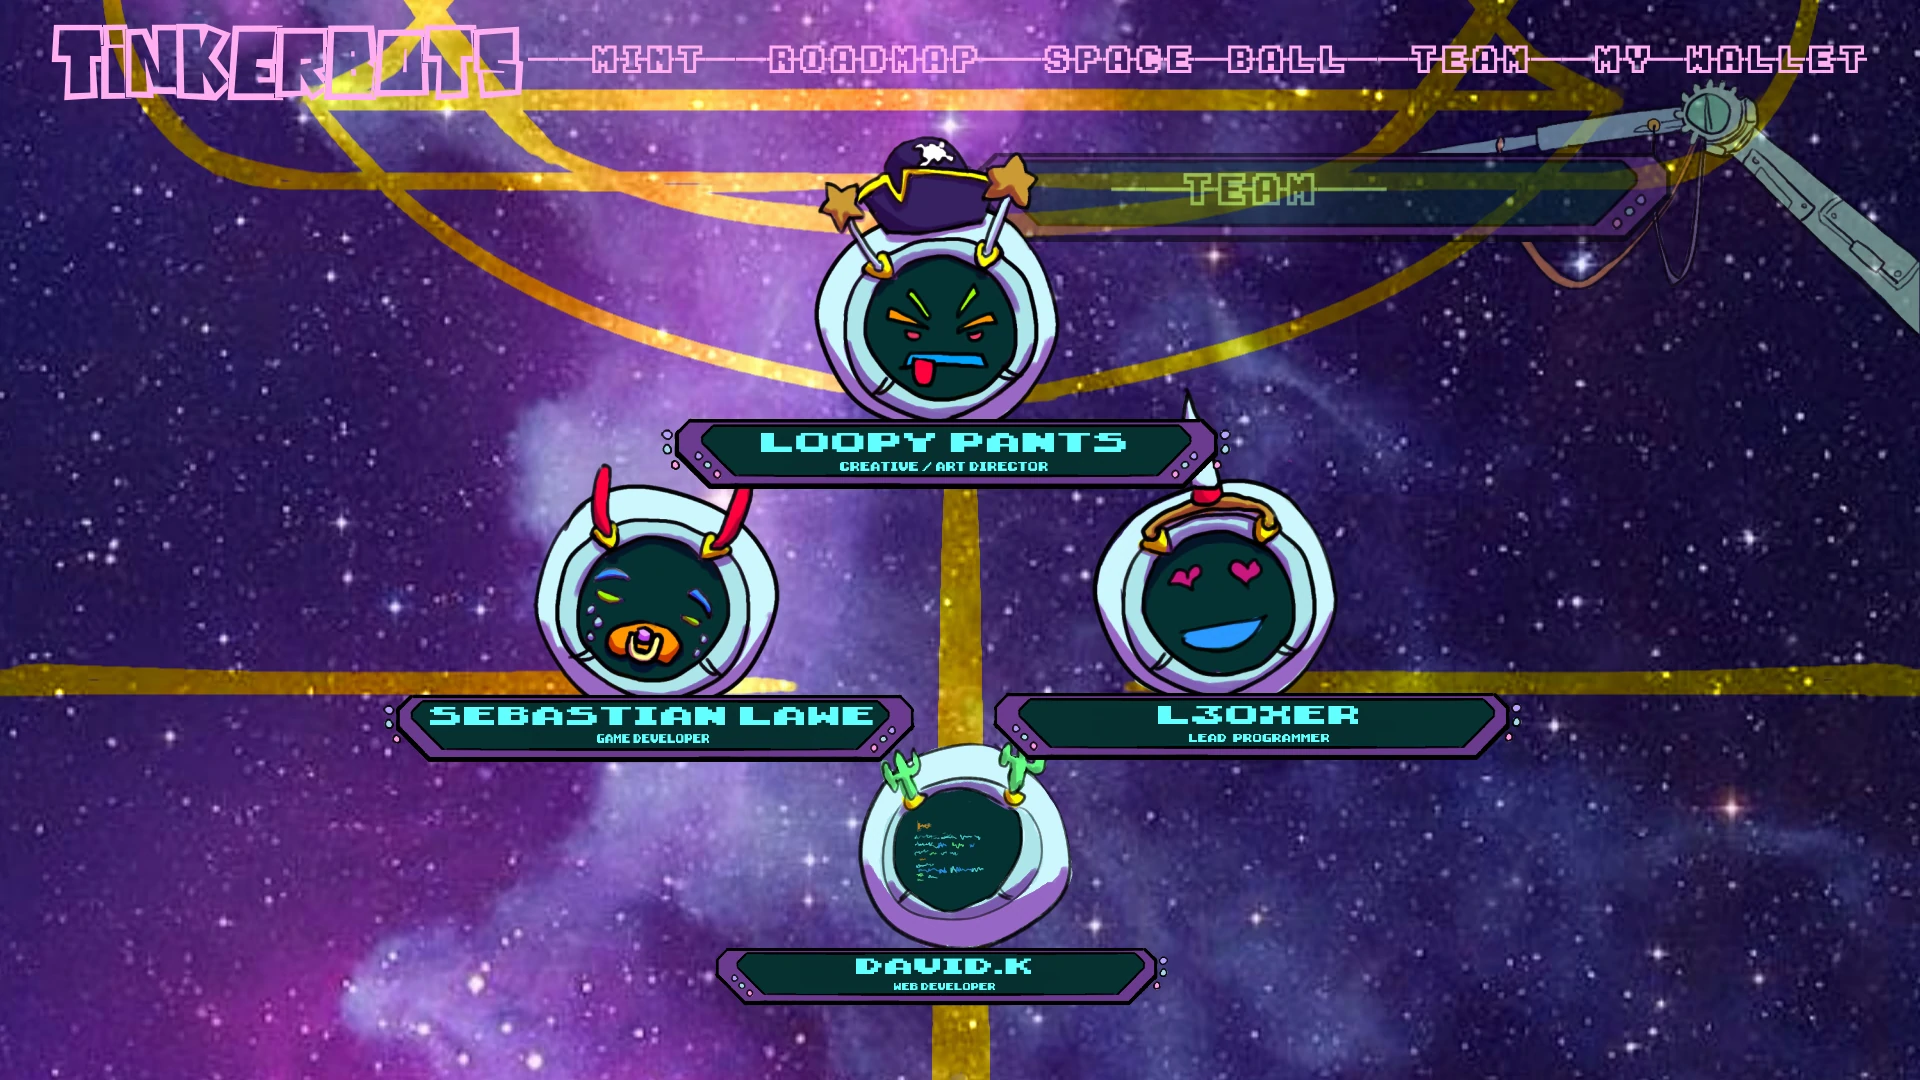 TiNKERBOTS
MINT ROADMAP SPACE BALL TEAM MY WALLET
TEAM
LOOPY PANTS
CREATIVE / ART DIRECTOR
SEBASTIAN LAWE
GAME DEVELOPER
L3OXER
LEAD PROGRAMMER
DAVID.K
WEB DEVELOPER